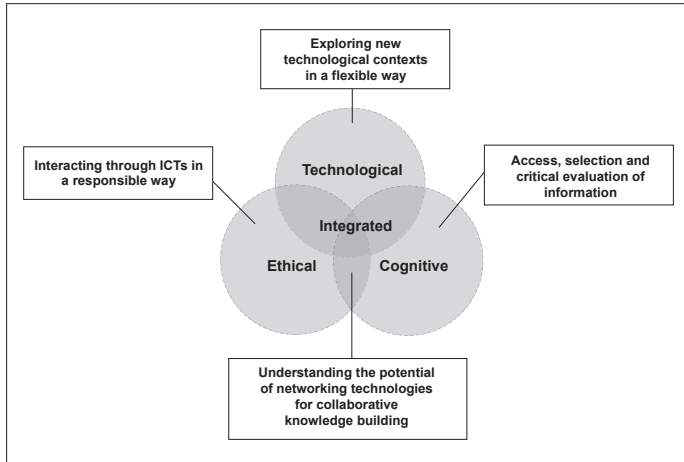 Exploring new
technological contexts
in a flexible way
Interacting through ICTs in
a responsible way
Technological
Access, selection and
critical evaluation of
information
Integrated
Ethical
Cognitive
Understanding the potential
of networking technologies
for collaborative
knowledge building